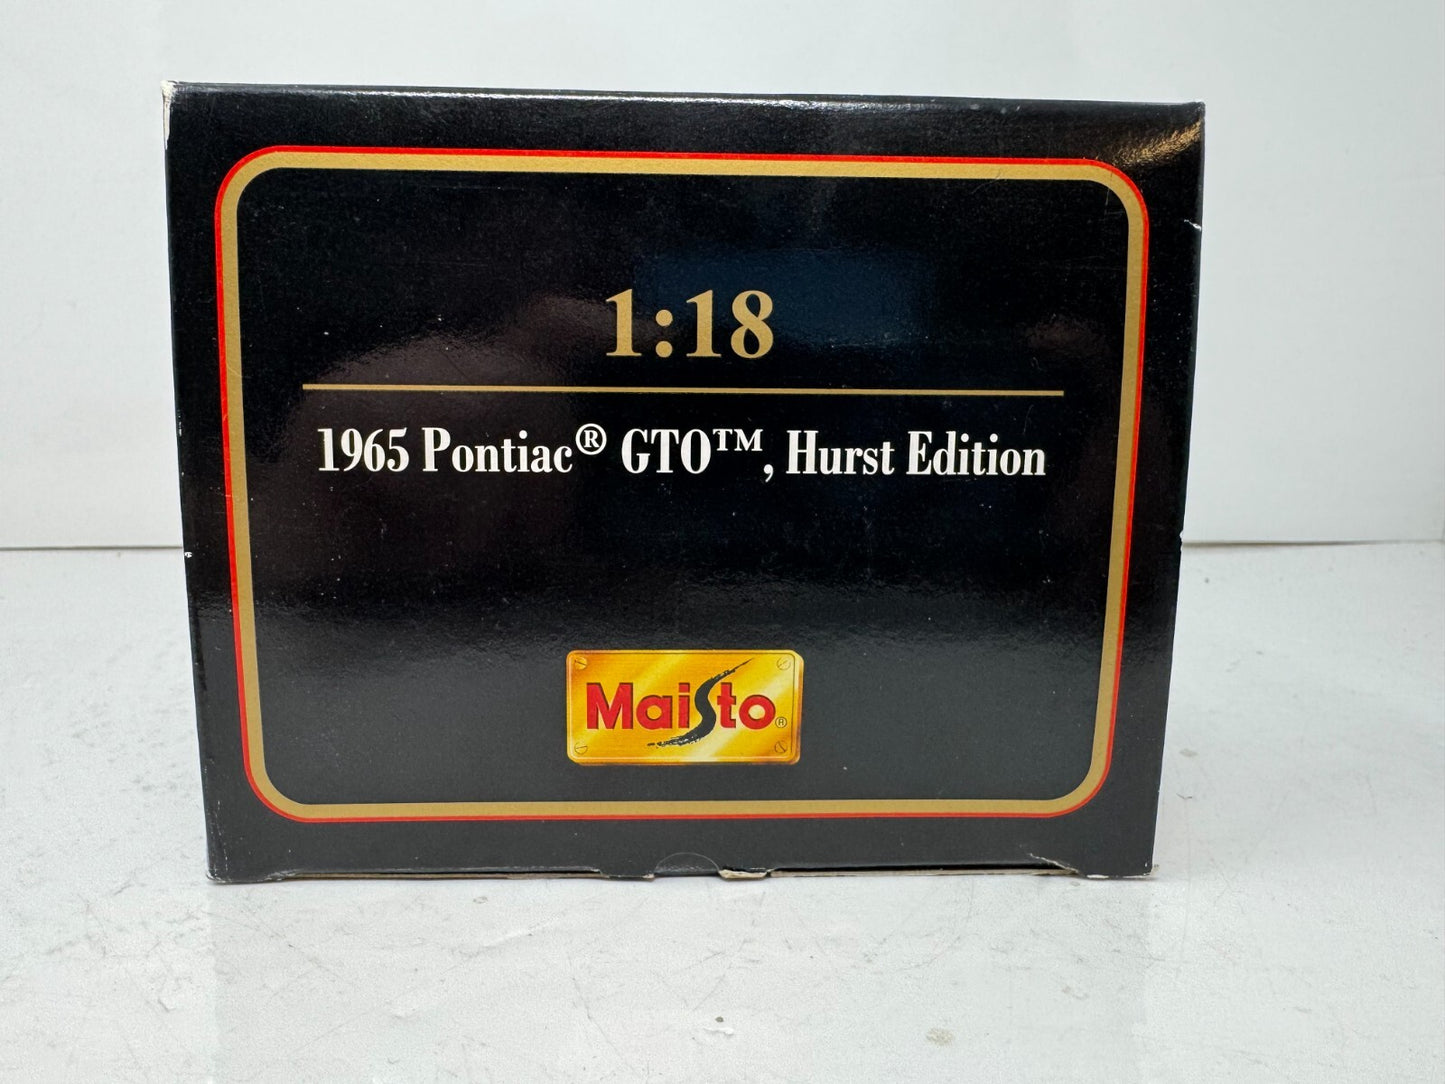 1:18
1965 Pontiac® GTO™, Hurst Edition
Maisto®